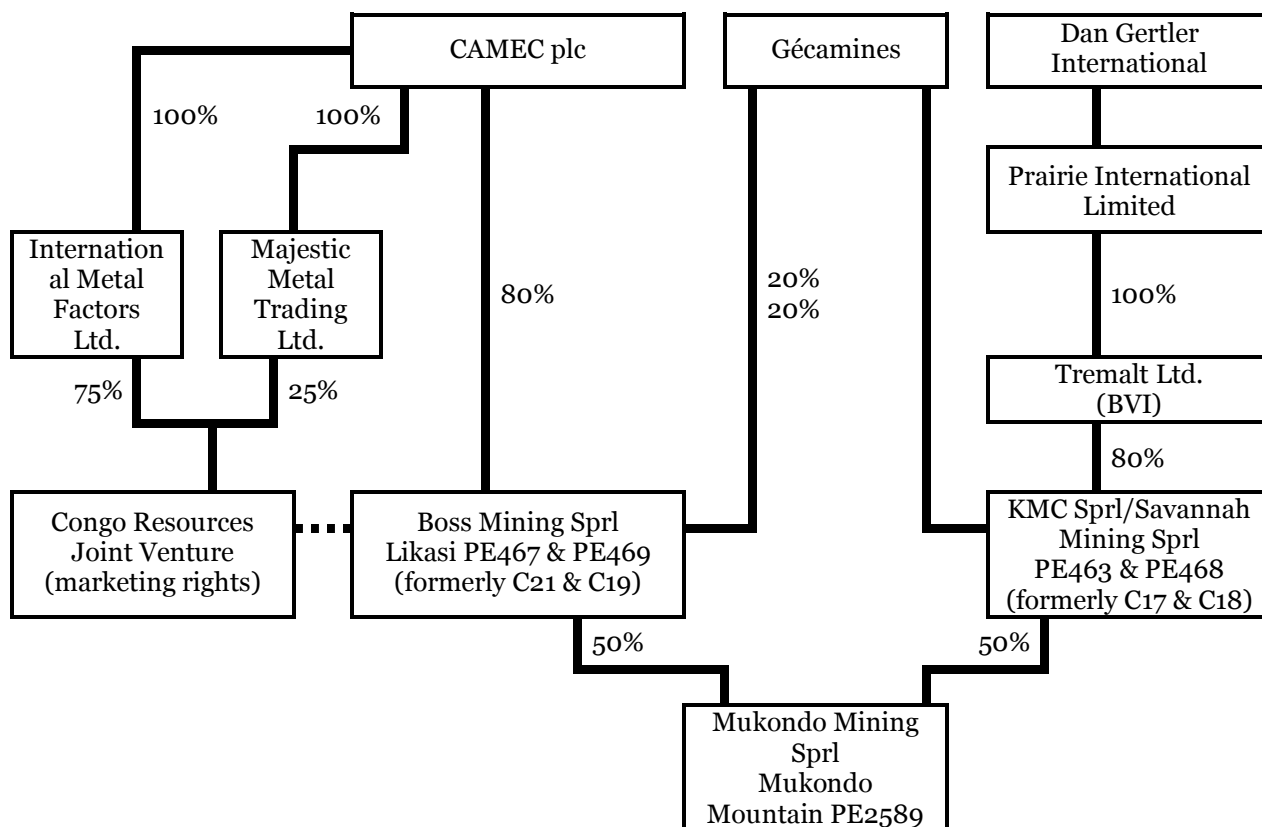 CAMEC plc
Gécamines
Dan Gertler
International
100%
100%
Prairie International
Limited
Internation
al Metal
Factors
Ltd.
Majestic
Metal
Trading
Ltd.
80%
20%
20%
100%
75%
25%
Tremalt Ltd.
(BVI)
80%
Congo Resources
Joint Venture
(marketing rights)
Boss Mining Sprl
Likasi PE467 & PE469
(formerly C21 & C19)
KMC Sprl/Savannah
Mining Sprl
PE463 & PE468
(formerly C17 & C18)
50%
50%
Mukondo Mining
Sprl
Mukondo
Mountain PE2589